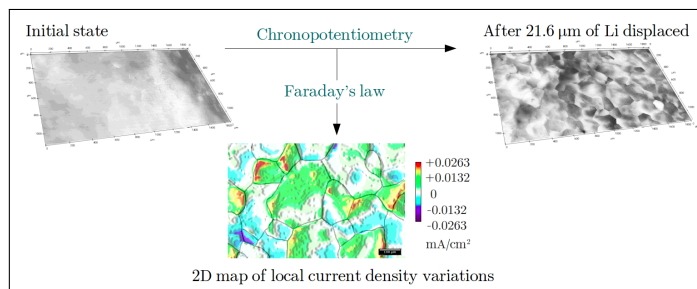 Initial state
Chronopotentiometry
After 21.6 µm of Li displaced
Faraday's law
+0.0263
+0.0132
0
-0.0132
-0.0263
mA/cm²
2D map of local current density variations